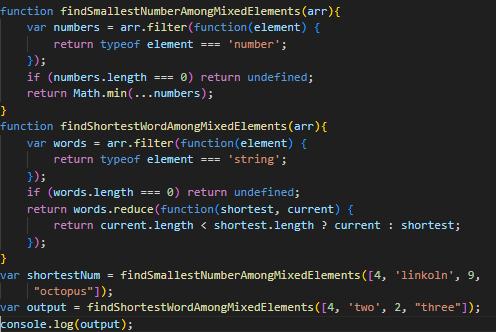 function findSmallestNumberAmongMixedElements(arr){
    var numbers = arr.filter(function(element) {
        return typeof element === 'number';
    });
    if (numbers.length === 0) return undefined;
    return Math.min(...numbers);
}
function findShortestWordAmongMixedElements(arr){
    var words = arr.filter(function(element) {
        return typeof element === 'string';
    });
    if (words.length === 0) return undefined;
    return words.reduce(function(shortest, current) {
        return current.length < shortest.length ? current : shortest;
    });
}
var shortestNum = findSmallestNumberAmongMixedElements([4, 'linkoln', 9,
    "octopus"]);
var output = findShortestWordAmongMixedElements([4, 'two', 2, "three"]);
console.log(output);